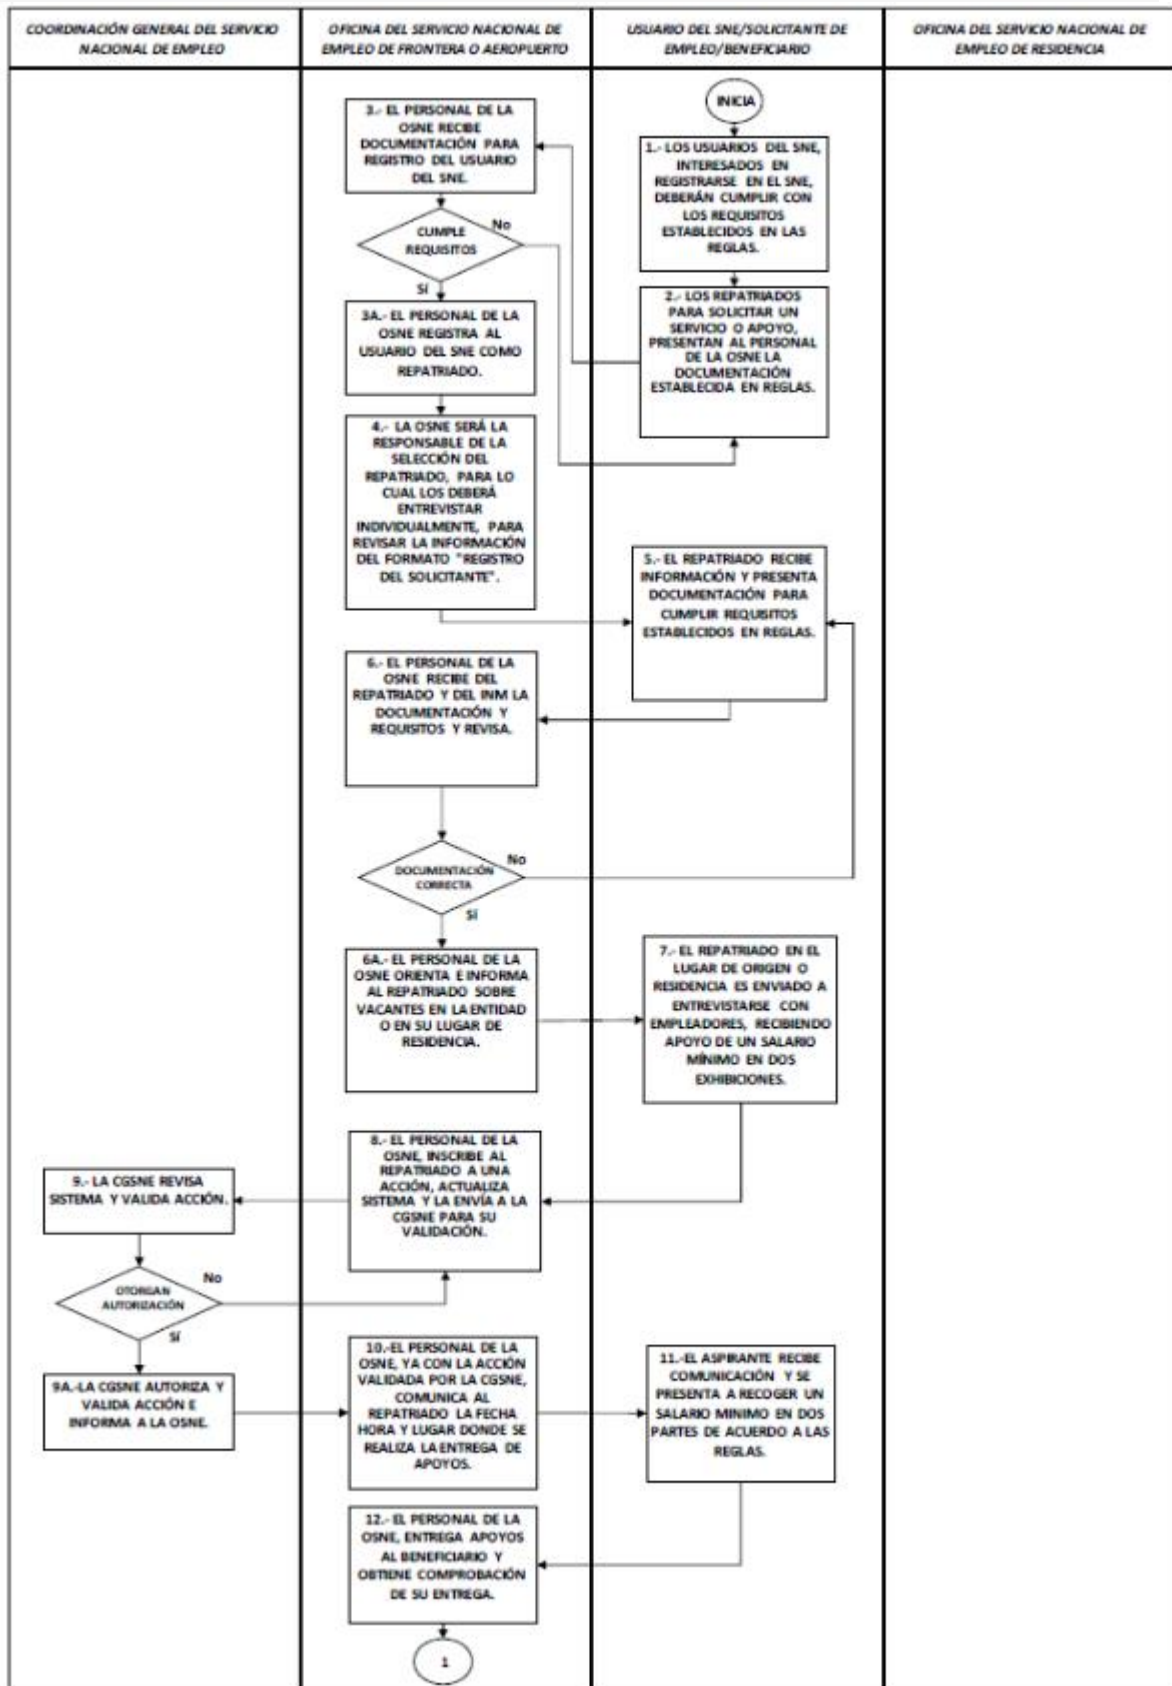 COORDINACIÓN GENERAL DEL SERVICIO
NACIONAL DE EMPLEO
OFICINA DEL SERVICIO NACIONAL DE
EMPLEO DE FRONTERA O AEROPUERTO
USUARIO DEL SNE/SOLICITANTE DE
EMPLEO/BENEFICIARIO
OFICINA DEL SERVICIO NACIONAL DE
EMPLEO DE RESIDENCIA
INICIA
1.- LOS USUARIOS DEL SNE,
INTERESADOS EN
REGISTRARSE EN EL SNE,
DEBERÁN CUMPLIR CON
LOS REQUISITOS
ESTABLECIDOS EN LAS
REGLAS.
2.- LOS REPATRIADOS
PARA SOLICITAR UN
SERVICIO O APOYO,
PRESENTAN AL PERSONAL
DE LA OSNE LA
DOCUMENTACIÓN
ESTABLECIDA EN REGLAS.
3.- EL PERSONAL DE LA
OSNE RECIBE
DOCUMENTACIÓN PARA
REGISTRO DEL USUARIO
DEL SNE.
CUMPLE
REQUISITOS
No
Sí
3A.- EL PERSONAL DE LA
OSNE REGISTRA AL
USUARIO DEL SNE COMO
REPATRIADO.
4.- LA OSNE SERÁ LA
RESPONSABLE DE LA
SELECCIÓN DEL
REPATRIADO, PARA LO
CUAL LOS DEBERÁ
ENTREVISTAR
INDIVIDUALMENTE, PARA
REVISAR LA INFORMACIÓN
DEL FORMATO "REGISTRO
DEL SOLICITANTE".
5.- EL REPATRIADO RECIBE
INFORMACIÓN Y PRESENTA
DOCUMENTACIÓN PARA
CUMPLIR REQUISITOS
ESTABLECIDOS EN REGLAS.
6.- EL PERSONAL DE LA
OSNE RECIBE DEL
REPATRIADO Y DEL INM LA
DOCUMENTACIÓN Y
REQUISITOS Y REVISA.
DOCUMENTACIÓN
CORRECTA
No
Sí
6A.- EL PERSONAL DE LA
OSNE ORIENTA E INFORMA
AL REPATRIADO SOBRE
VACANTES EN LA ENTIDAD
O EN SU LUGAR DE
RESIDENCIA.
7.- EL REPATRIADO EN EL
LUGAR DE ORIGEN O
RESIDENCIA ES ENVIADO A
ENTREVISTARSE CON
EMPLEADORES, RECIBIENDO
APOYO DE UN SALARIO
MÍNIMO EN DOS
EXHIBICIONES.
8.- EL PERSONAL DE LA
OSNE, INSCRIBE AL
REPATRIADO A UNA
ACCIÓN, ACTUALIZA
SISTEMA Y LA ENVÍA A LA
CGSNE PARA SU
VALIDACIÓN.
9.- LA CGSNE REVISA
SISTEMA Y VALIDA ACCIÓN.
OTORGAN
AUTORIZACIÓN
No
Sí
9A.-LA CGSNE AUTORIZA Y
VALIDA ACCIÓN E
INFORMA A LA OSNE.
10.-EL PERSONAL DE LA
OSNE, YA CON LA ACCIÓN
VALIDADA POR LA CGSNE,
COMUNICA AL
REPATRIADO LA FECHA
HORA Y LUGAR DONDE SE
REALIZA LA ENTREGA DE
APOYOS.
11.-EL ASPIRANTE RECIBE
COMUNICACIÓN Y SE
PRESENTA A RECOGER UN
SALARIO MINIMO EN DOS
PARTES DE ACUERDO A LAS
REGLAS.
12.- EL PERSONAL DE LA
OSNE, ENTREGA APOYOS
AL BENEFICIARIO Y
OBTIENE COMPROBACIÓN
DE SU ENTREGA.
1